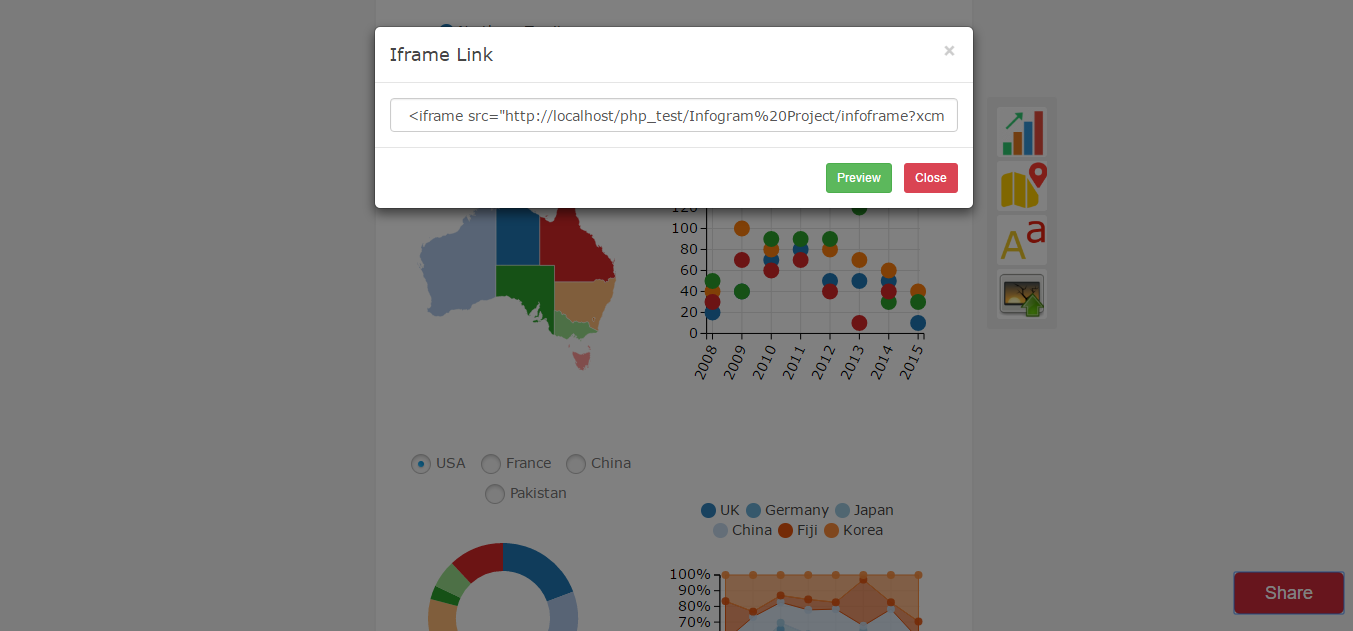 Iframe Link ×
<iframe src="http://localhost/php_test/Infogram%20Project/infoframe?xcm
Preview Close
120
100
80
60
40
20
0
2008 2009 2010 2011 2012 2013 2014 2015
A a
USA France China
Pakistan
UK Germany Japan
China Fiji Korea
100%
90%
80%
70%
Share